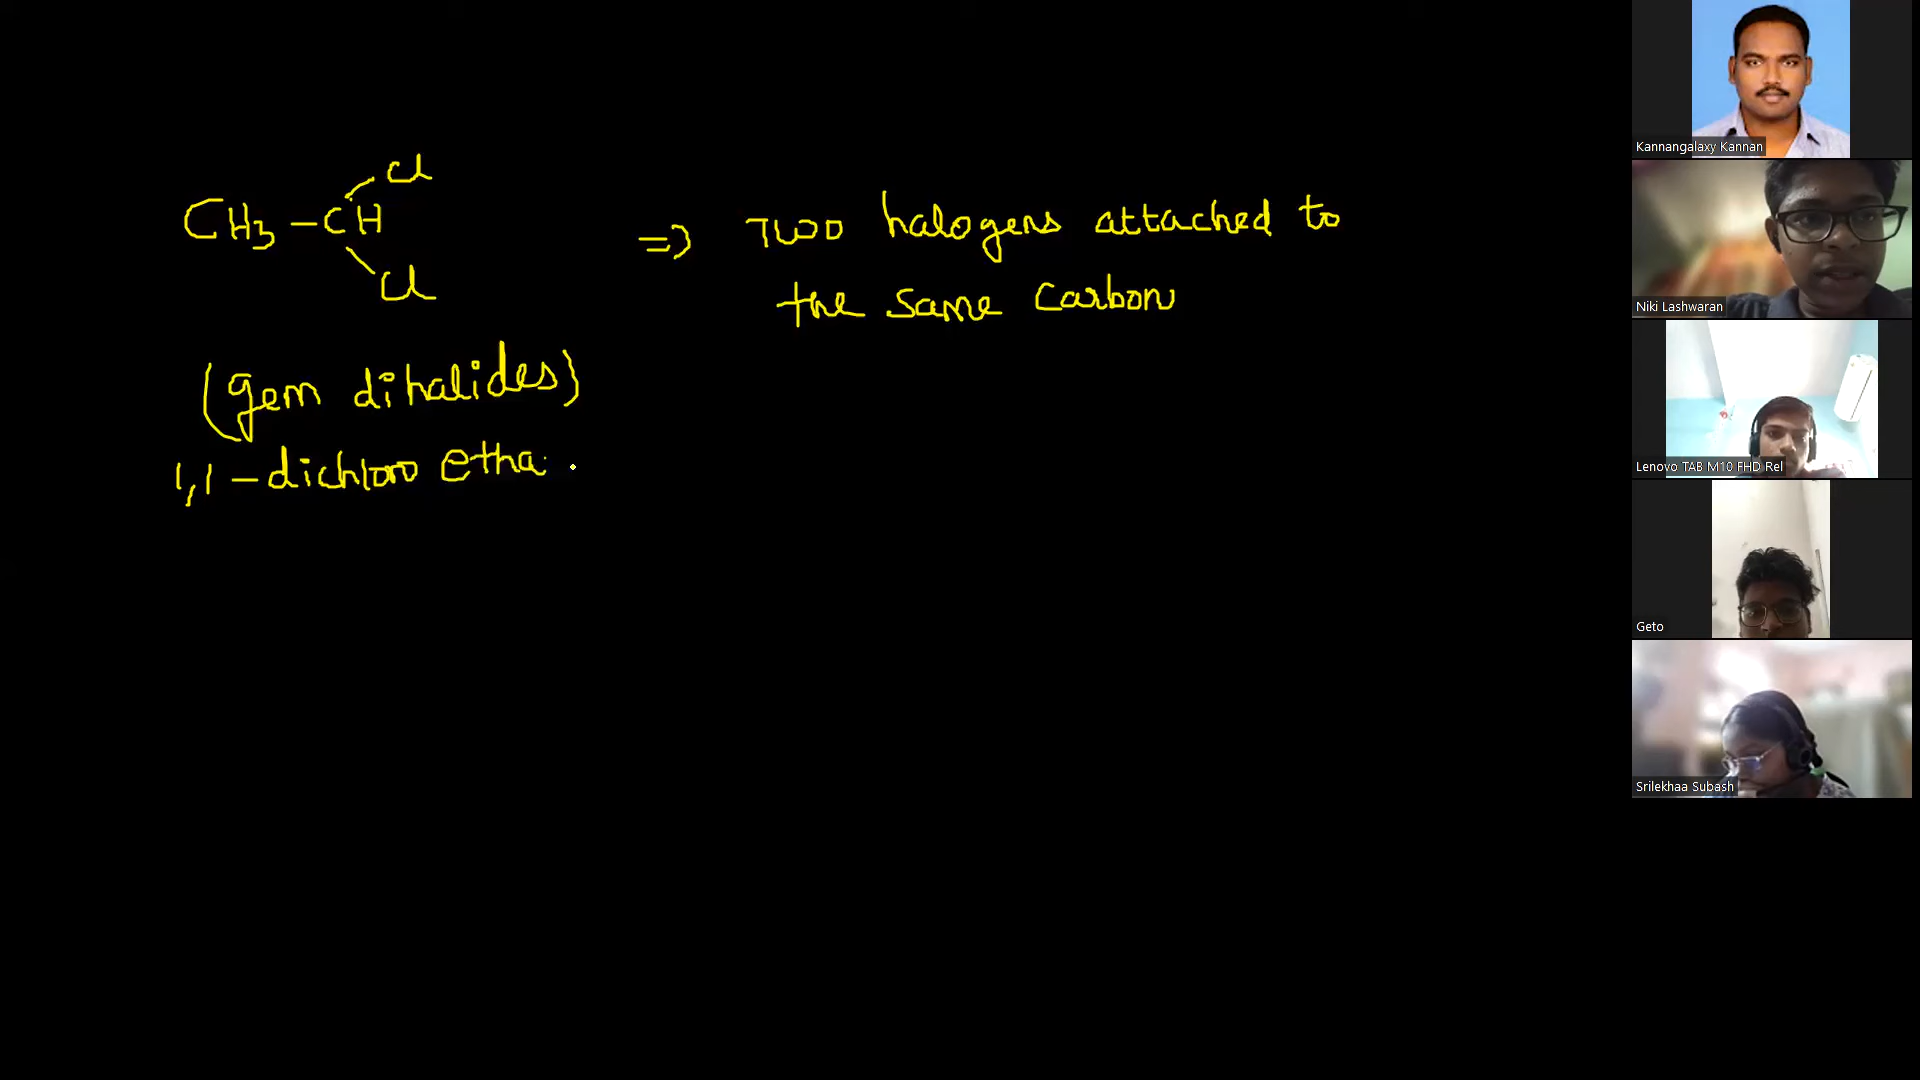 CH3 - CH
Cl
Cl
=> Two halogens attached to
the same carbon
(gem dihalides)
1,1 - dichloro etha
Kannangalaxy Kannan
Niki Lashwaran
Lenovo TAB M10 FHD Rel
Geto
Srilekhaa Subash